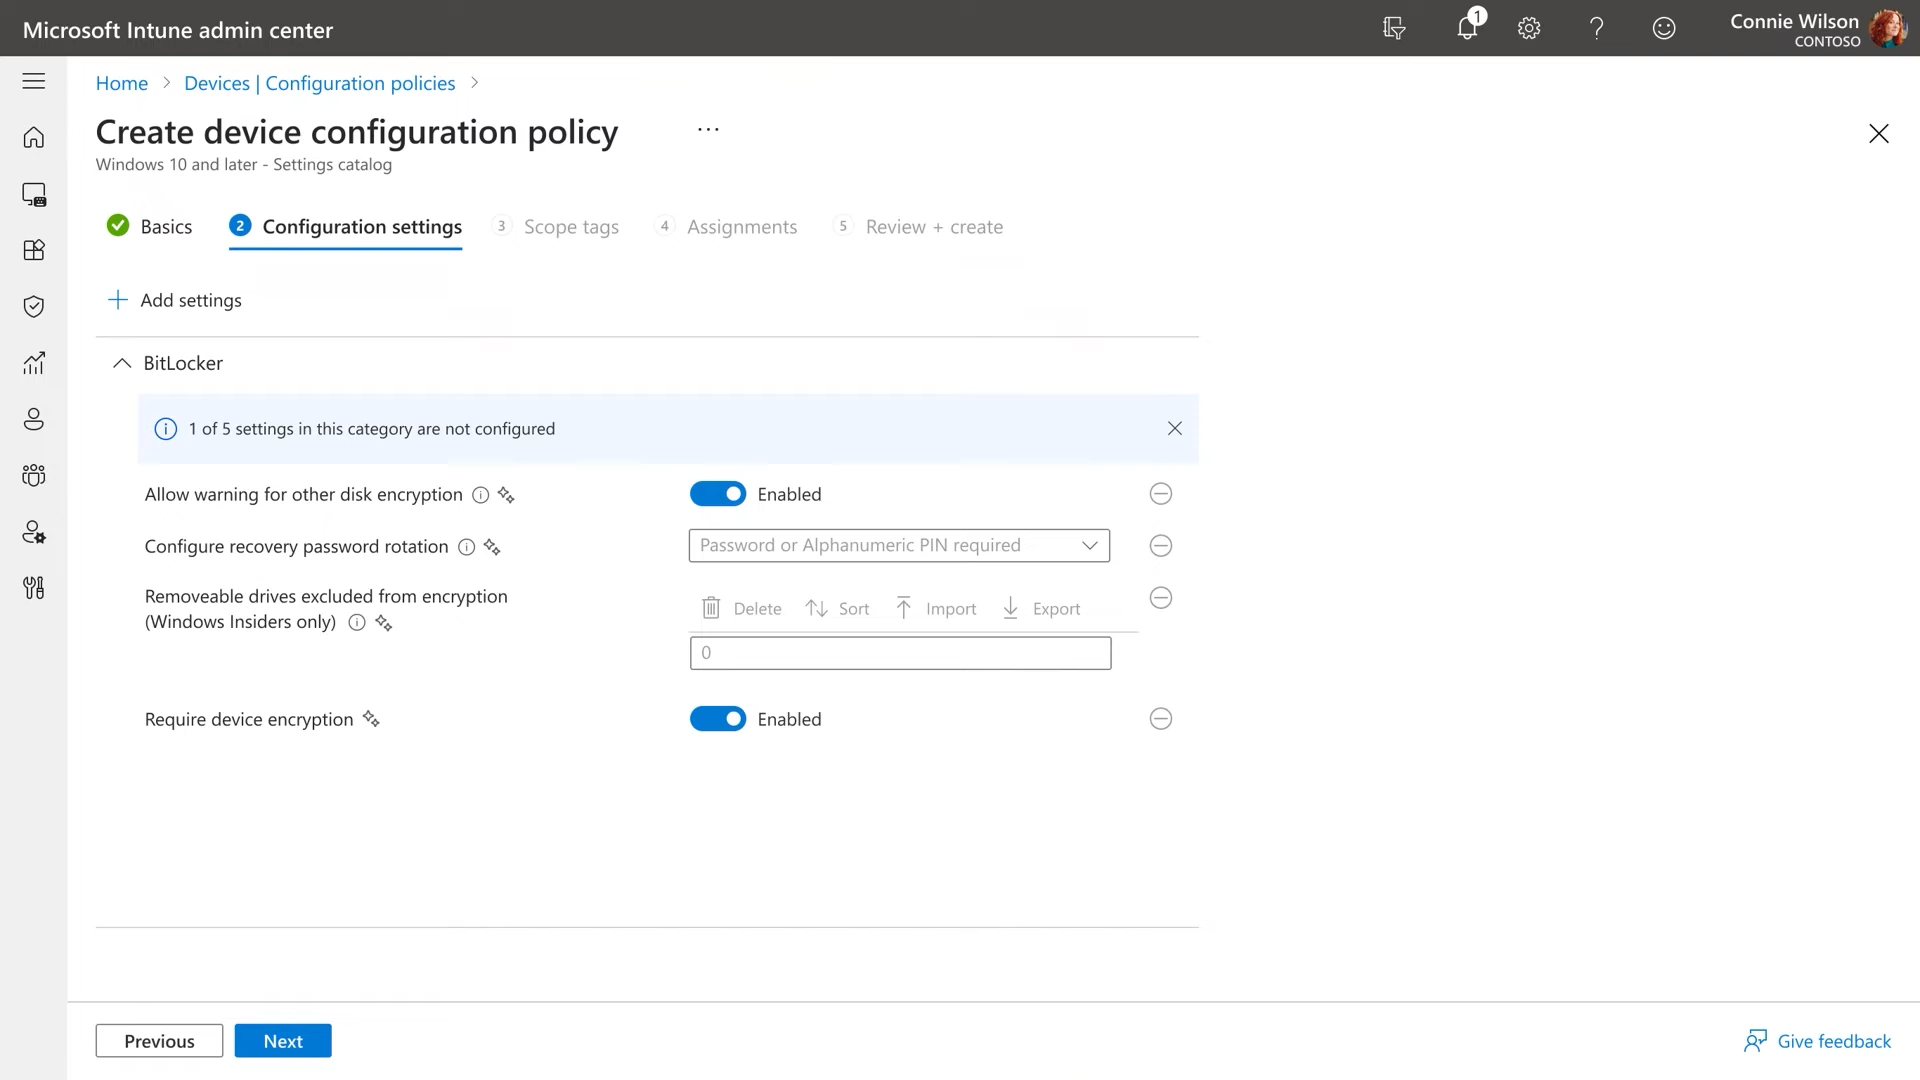 Microsoft Intune admin center
1
Connie Wilson
CONTOSO
Home > Devices | Configuration policies >
Create device configuration policy ...
Windows 10 and later - Settings catalog
Basics 2 Configuration settings 3 Scope tags 4 Assignments 5 Review + create
+ Add settings
BitLocker
1 of 5 settings in this category are not configured
Allow warning for other disk encryption Enabled
Configure recovery password rotation Password or Alphanumeric PIN required
Removeable drives excluded from encryption
(Windows Insiders only)
Delete Sort Import Export
0
Require device encryption Enabled
Previous Next
Give feedback